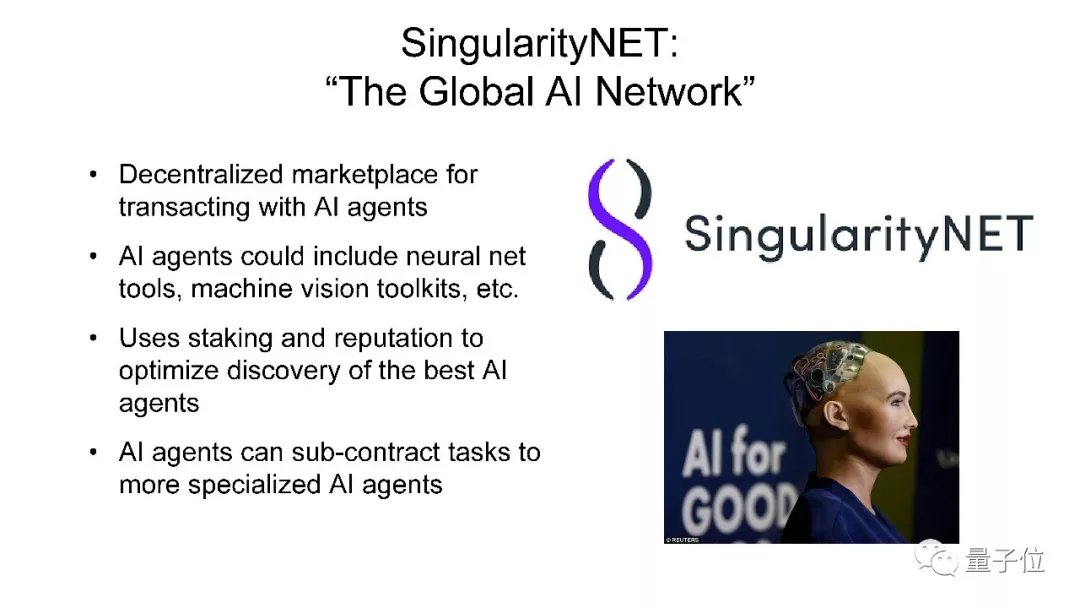 SingularityNET:
“The Global AI Network”
• Decentralized marketplace for
transacting with AI agents
• AI agents could include neural net
tools, machine vision toolkits, etc.
• Uses staking and reputation to
optimize discovery of the best AI
agents
• AI agents can sub-contract tasks to
more specialized AI agents
SingularityNET
AI for
GOOD
© REUTERS
量子位